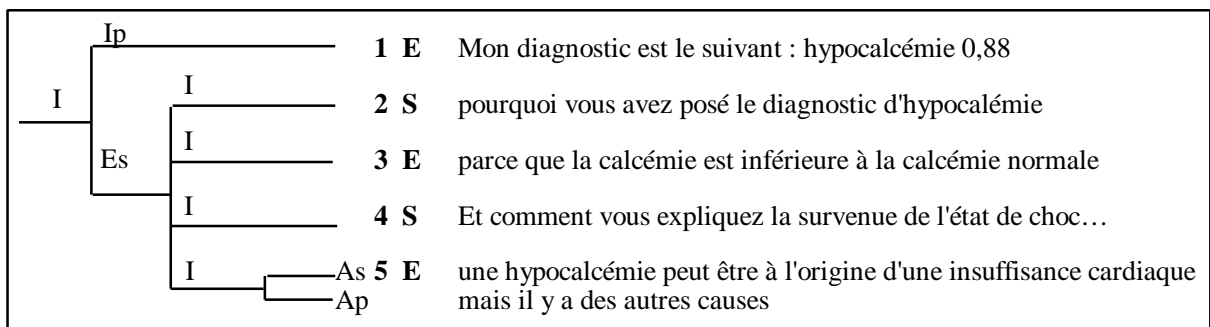 Ip 1 E Mon diagnostic est le suivant : hypocalcémie 0,88
I I 2 S pourquoi vous avez posé le diagnostic d'hypocalémie
Es I 3 E parce que la calcémie est inférieure à la calcémie normale
I 4 S Et comment vous expliquez la survenue de l'état de choc…
I As 5 E une hypocalcémie peut être à l'origine d'une insuffisance cardiaque
Ap mais il y a des autres causes